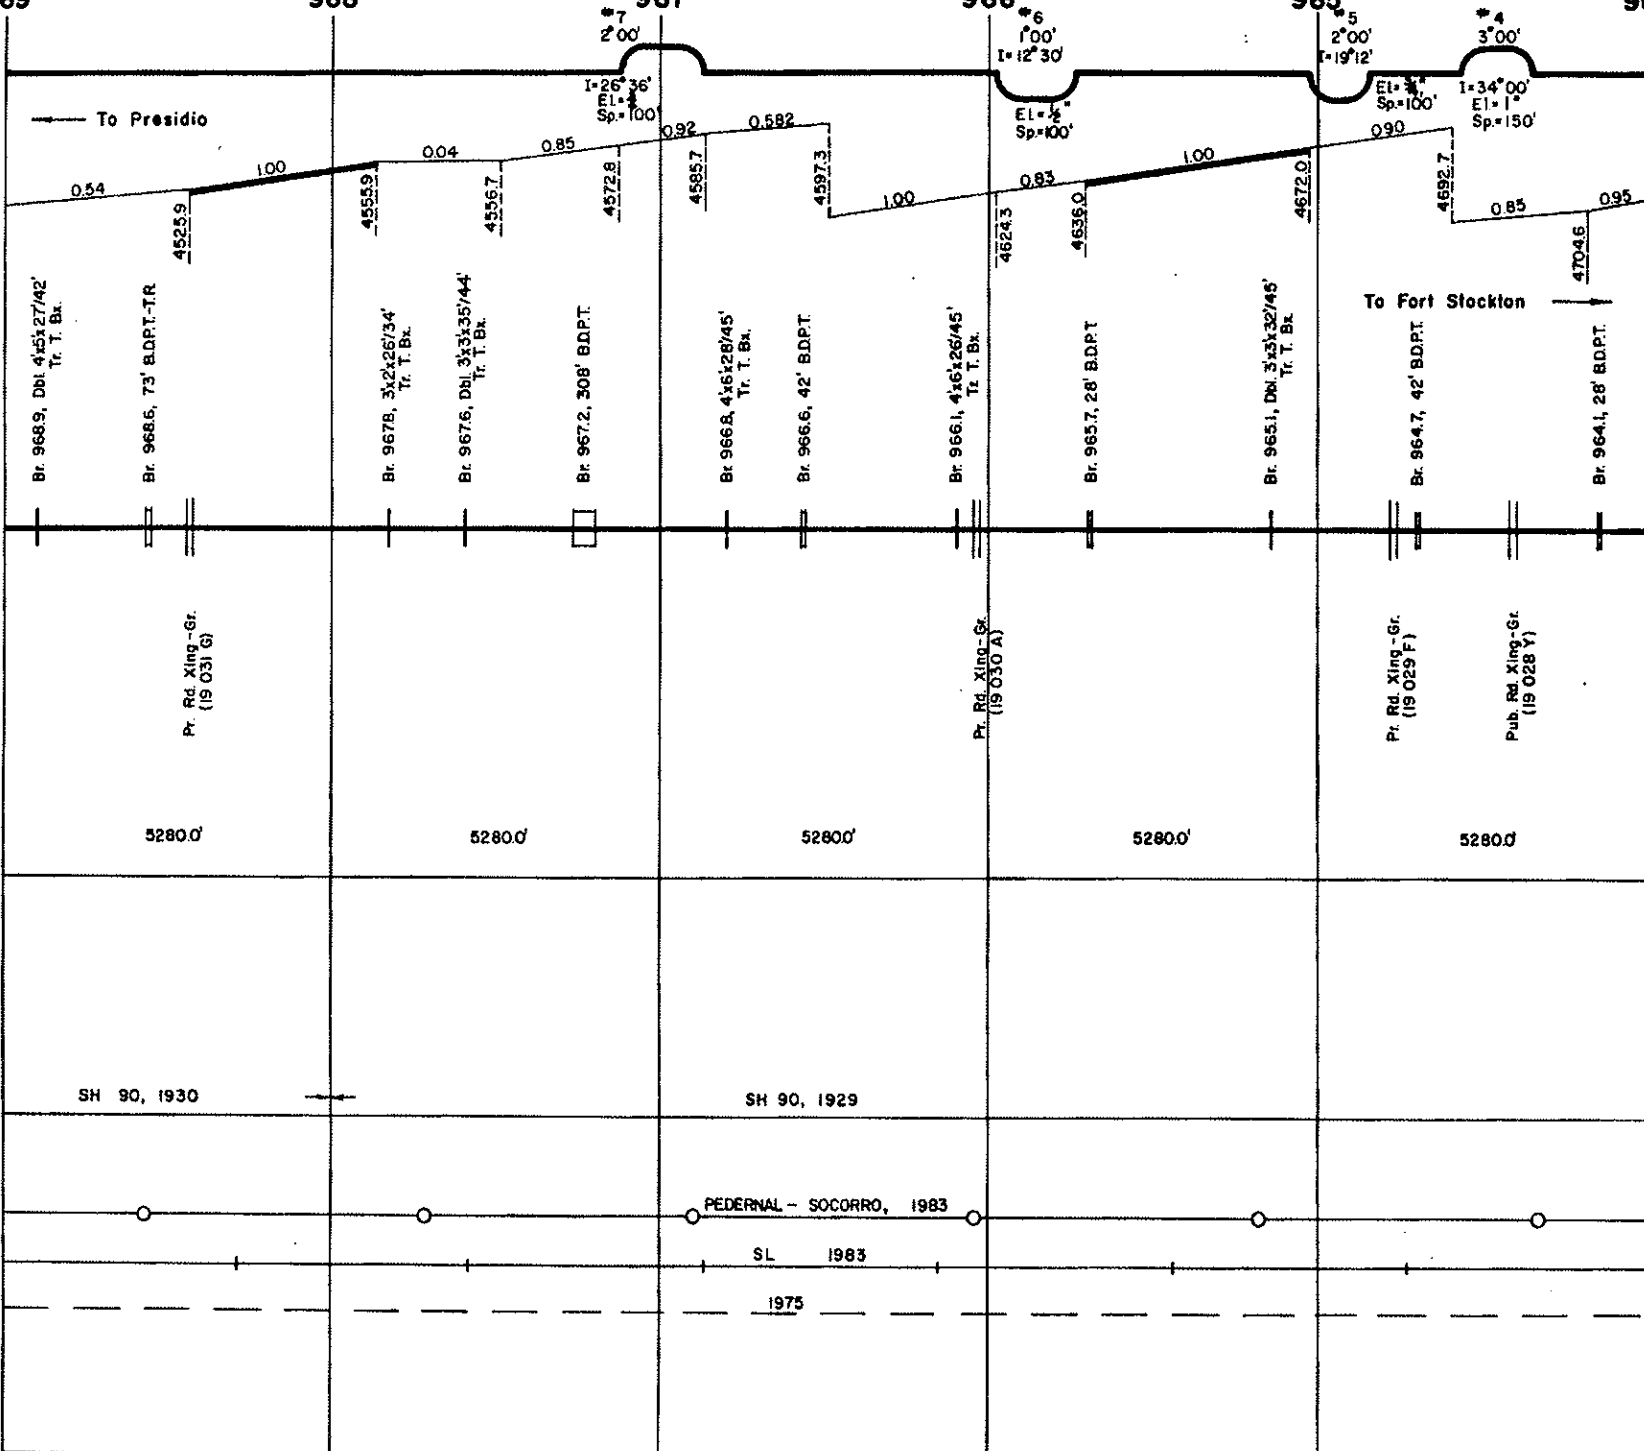 968
967
966
965
#7
2°00'
I=26°36'
Sp.=100'
#6
1°00'
I=12°30'
El.=½"
Sp.=100'
#5
2°00'
I=19°12'
Sp.=100'
#4
3°00'
I=34°00'
El.=1"
Sp.=150'
To Presidio
0.54
1.00
0.04
0.85
0.92
0.582
1.00
0.83
1.00
0.90
0.85
0.95
4525.9
4555.9
4556.7
4572.8
4585.7
4597.3
4624.3
4636.0
4672.0
4692.7
4704.6
To Fort Stockton
Br. 968.9, Dbl. 4'x5'x27'/42'
Tr. T. Bx.
Br. 968.6, 73' B.D.P.T.-T.R
Br. 967.8, 3'x2'x26'/34'
Tr. T. Bx.
Br. 967.6, Dbl. 3'x3'x35'/44'
Tr. T. Bx.
Br. 967.2, 308' B.D.P.T.
Br. 966.8, 4'x6'x28'/45'
Tr. T. Bx.
Br. 966.6, 42' B.D.P.T.
Br. 966.1, 4'x6'x26'/45'
Tr. T. Bx.
Br. 965.7, 28' B.D.P.T
Br. 965.1, Dbl. 3'x3'x32'/45'
Tr. T. Bx.
Br. 964.7, 42' B.D.P.T.
Br. 964.1, 28' B.D.P.T.
Pr. Rd. Xing-Gr.
(19 031 G)
Pr. Rd. Xing-Gr.
(19 030 A)
Pr. Rd. Xing-Gr.
(19 029 F)
Pub. Rd. Xing-Gr.
(19 028 Y)
5280.0'
5280.0'
5280.0'
5280.0'
5280.0'
SH 90, 1930
SH 90, 1929
PEDERNAL - SOCORRO, 1983
SL 1983
1975